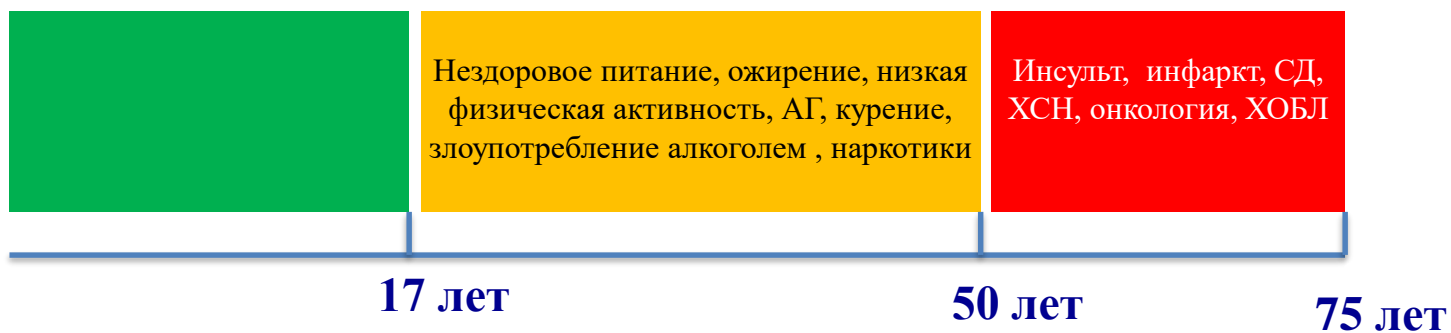 Нездоровое питание, ожирение, низкая
физическая активность, АГ, курение,
злоупотребление алкоголем , наркотики
Инсульт, инфаркт, СД,
ХСН, онкология, ХОБЛ
17 лет
50 лет
75 лет